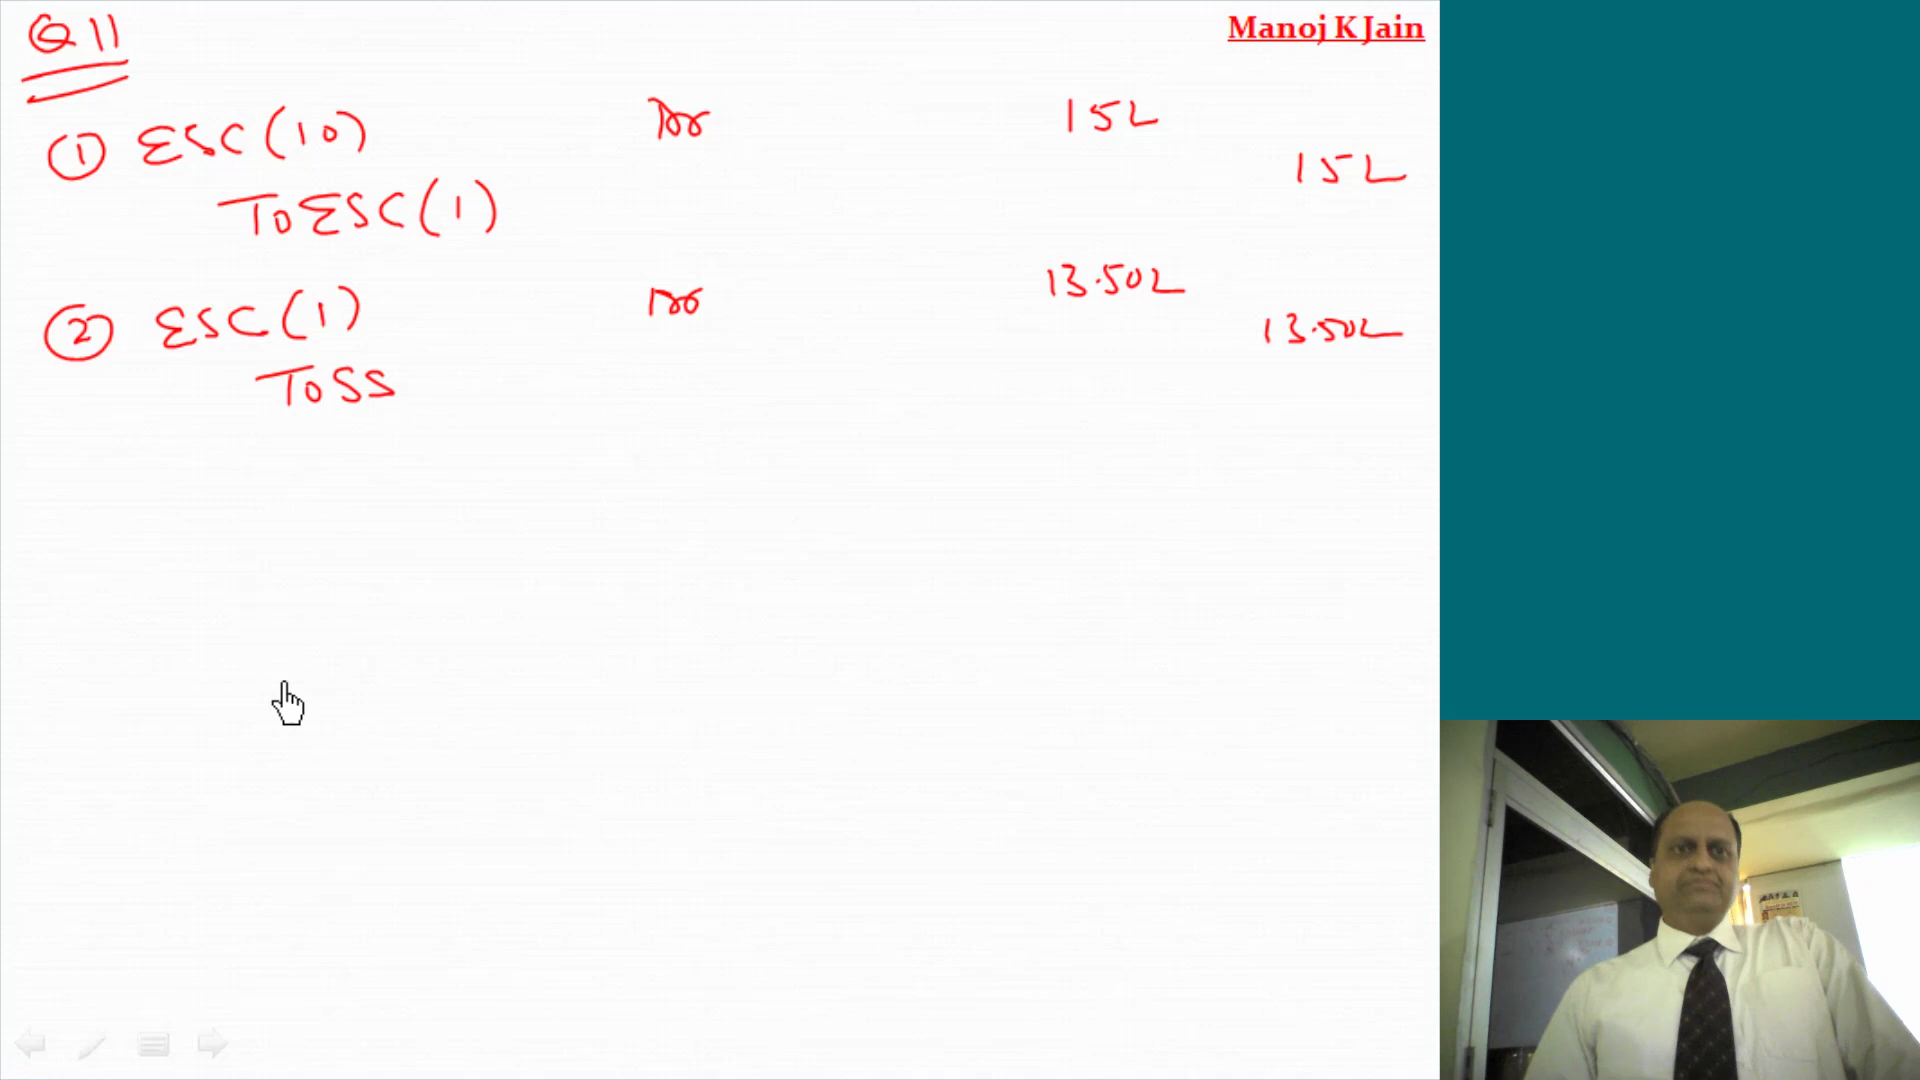 Q 11
Manoj K Jain
① ESC (10) Dr 15L
To ESC (1) 15L
② ESC (1) Dr 13.50L
To SS 13.50L